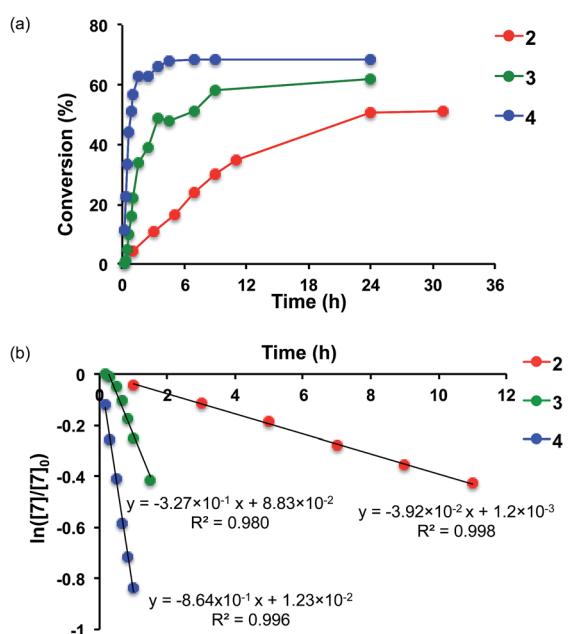 (a)
80
60
40
20
0
Conversion (%)
0
6
12
18
24
30
36
Time (h)
2
3
4
(b)
Time (h)
0
2
4
6
8
10
12
0
-0.2
-0.4
-0.6
-0.8
-1
ln([7]/[7]₀)
2
3
4
y = -3.27×10⁻¹ x + 8.83×10⁻²
R² = 0.980
y = -3.92×10⁻² x + 1.2×10⁻³
R² = 0.998
y = -8.64x10⁻¹ x + 1.23×10⁻²
R² = 0.996